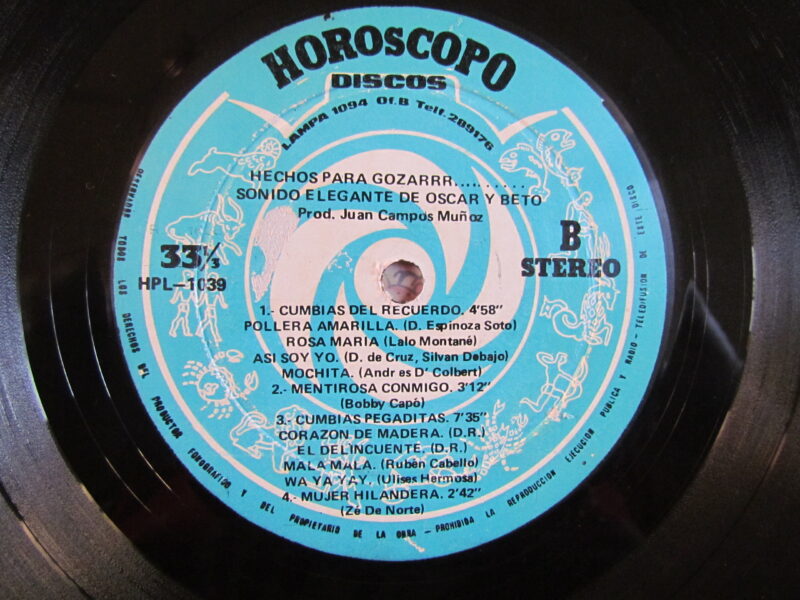 HOROSCOPO
DISCOS
LAMPA 1094 Of.B Telf.289176
HECHOS PARA GOZARRR...........
SONIDO ELEGANTE DE OSCAR Y BETO
Prod. Juan Campos Muñoz
33⅓
HPL-1039
B
STEREO
1.- CUMBIAS DEL RECUERDO. 4'58"
POLLERA AMARILLA. (D. Espinoza Soto)
ROSA MARIA (Lalo Montané)
ASI SOY YO. (D. de Cruz, Silvan Debajo)
MOCHITA. (Andr es D' Colbert)
2.- MENTIROSA CONMIGO. 3'12"
(Bobby Capó)
3.- CUMBIAS PEGADITAS. 7'35"
CORAZON DE MADERA. (D.R.)
EL DELINCUENTE. (D.R.)
MALA MALA. (Rubén Cabello)
WA YA YAY. (Ulises Hermosa)
4.- MUJER HILANDERA. 2'42"
(Zé De Norte)
RESERVADOS TODOS LOS DERECHOS DEL PRODUCTOR FONOGRAFICO Y DEL PROPIETARIO DE LA OBRA - PROHIBIDA LA REPRODUCCION EJECUCION PUBLICA Y RADIO - TELEDIFUSION DE ESTE DISCO